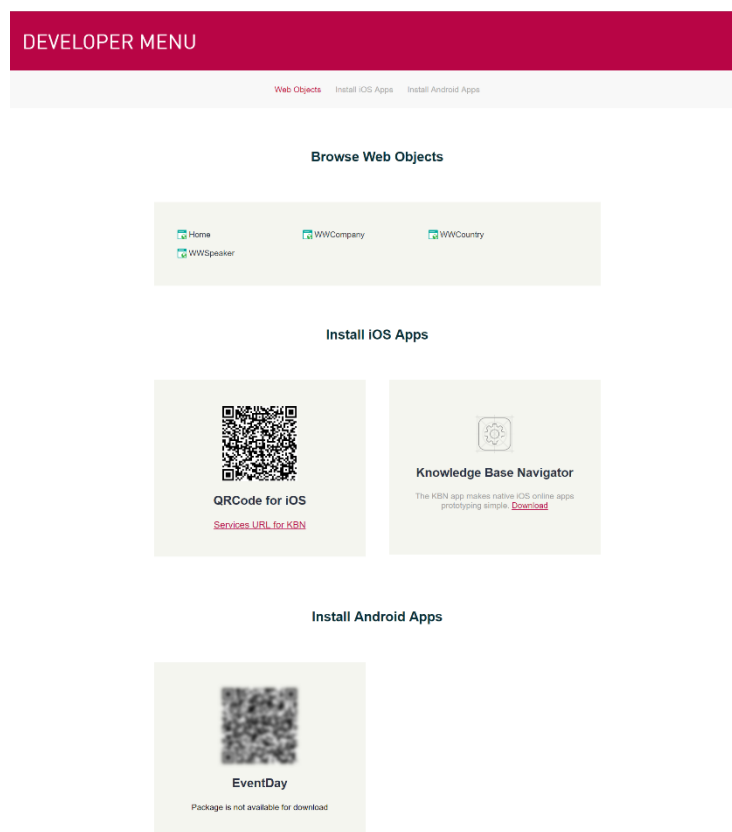 DEVELOPER MENU
Web Objects Install iOS Apps Install Android Apps
Browse Web Objects
Home WWCompany WWCountry
WWSpeaker
Install iOS Apps
QRCode for iOS
Services URL for KBN
Knowledge Base Navigator
The KBN app makes native iOS online apps
prototyping simple. Download
Install Android Apps
EventDay
Package is not available for download